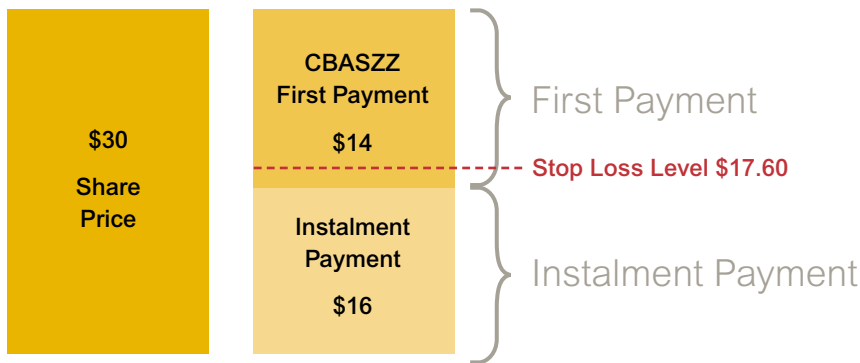 $30
Share
Price
CBASZZ
First Payment
$14
First Payment
Stop Loss Level $17.60
Instalment
Payment
$16
Instalment Payment